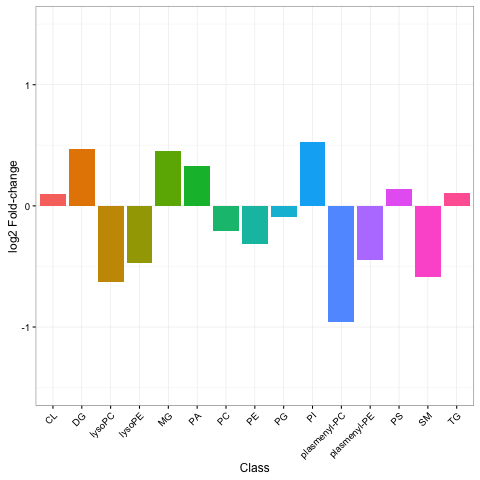 log2 Fold-change
1
0
-1
CL
DG
lysoPC
lysoPE
MG
PA
PC
PE
PG
PI
plasmenyl-PC
plasmenyl-PE
PS
SM
TG
Class